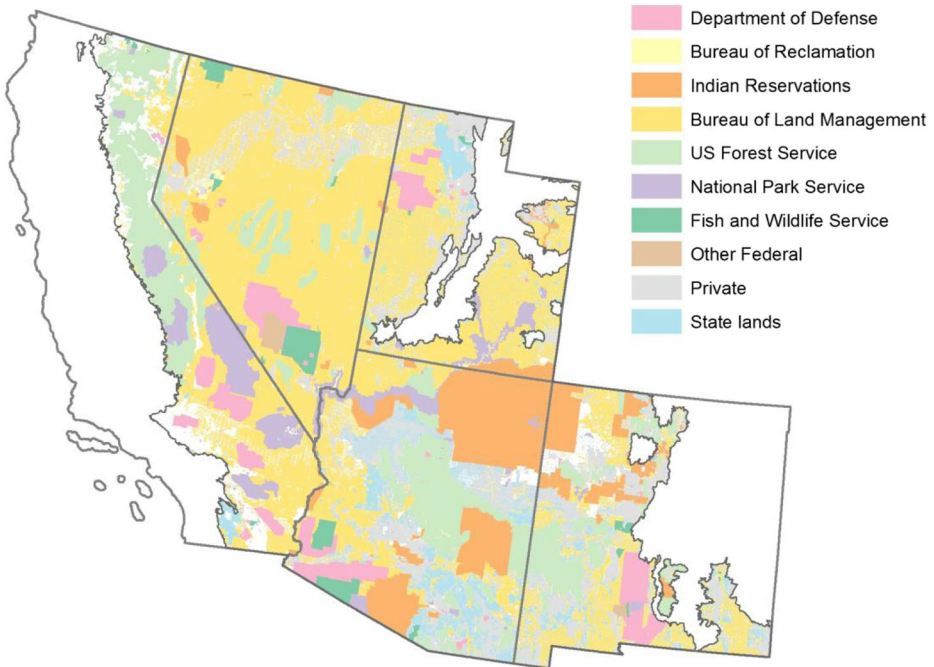 Department of Defense
Bureau of Reclamation
Indian Reservations
Bureau of Land Management
US Forest Service
National Park Service
Fish and Wildlife Service
Other Federal
Private
State lands